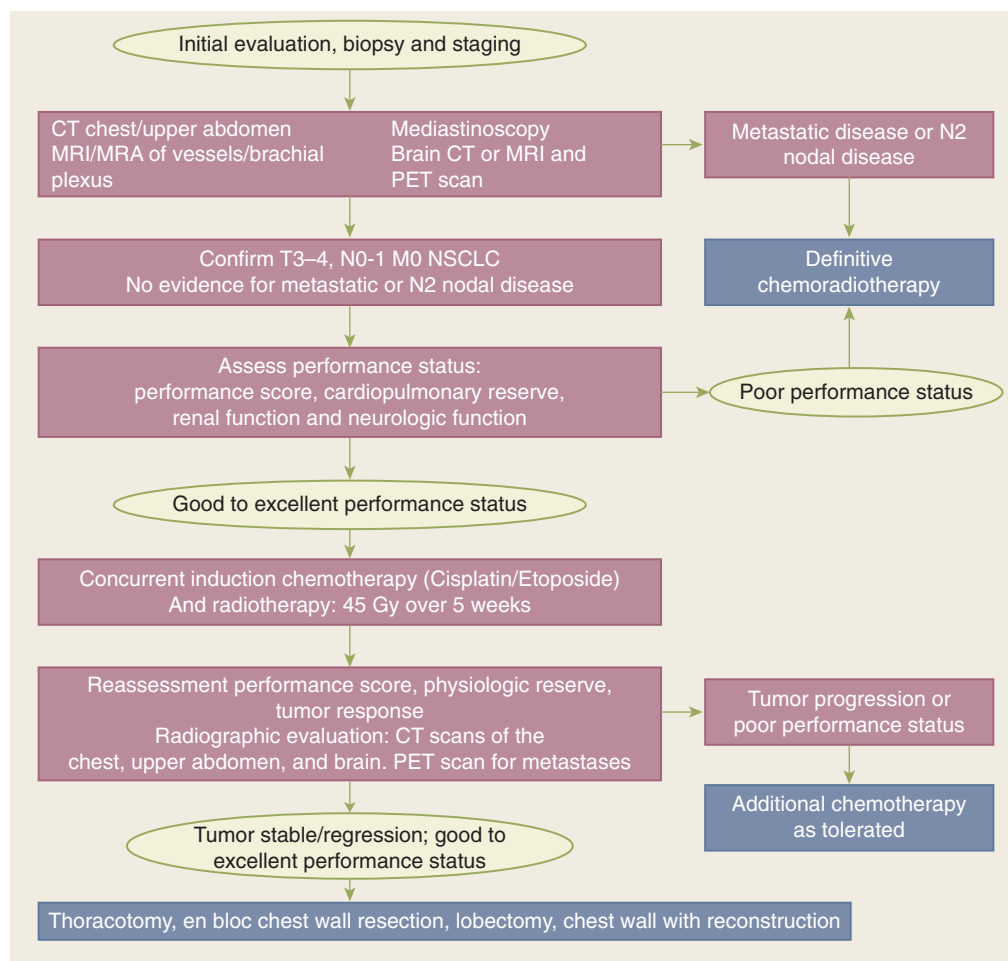 Initial evaluation, biopsy and staging
CT chest/upper abdomen
MRI/MRA of vessels/brachial
plexus
Mediastinoscopy
Brain CT or MRI and
PET scan
Metastatic disease or N2
nodal disease
Confirm T3–4, N0-1 M0 NSCLC
No evidence for metastatic or N2 nodal disease
Definitive
chemoradiotherapy
Assess performance status:
performance score, cardiopulmonary reserve,
renal function and neurologic function
Poor performance status
Good to excellent performance status
Concurrent induction chemotherapy (Cisplatin/Etoposide)
And radiotherapy: 45 Gy over 5 weeks
Reassessment performance score, physiologic reserve,
tumor response
Radiographic evaluation: CT scans of the
chest, upper abdomen, and brain. PET scan for metastases
Tumor progression or
poor performance status
Additional chemotherapy
as tolerated
Tumor stable/regression; good to
excellent performance status
Thoracotomy, en bloc chest wall resection, lobectomy, chest wall with reconstruction